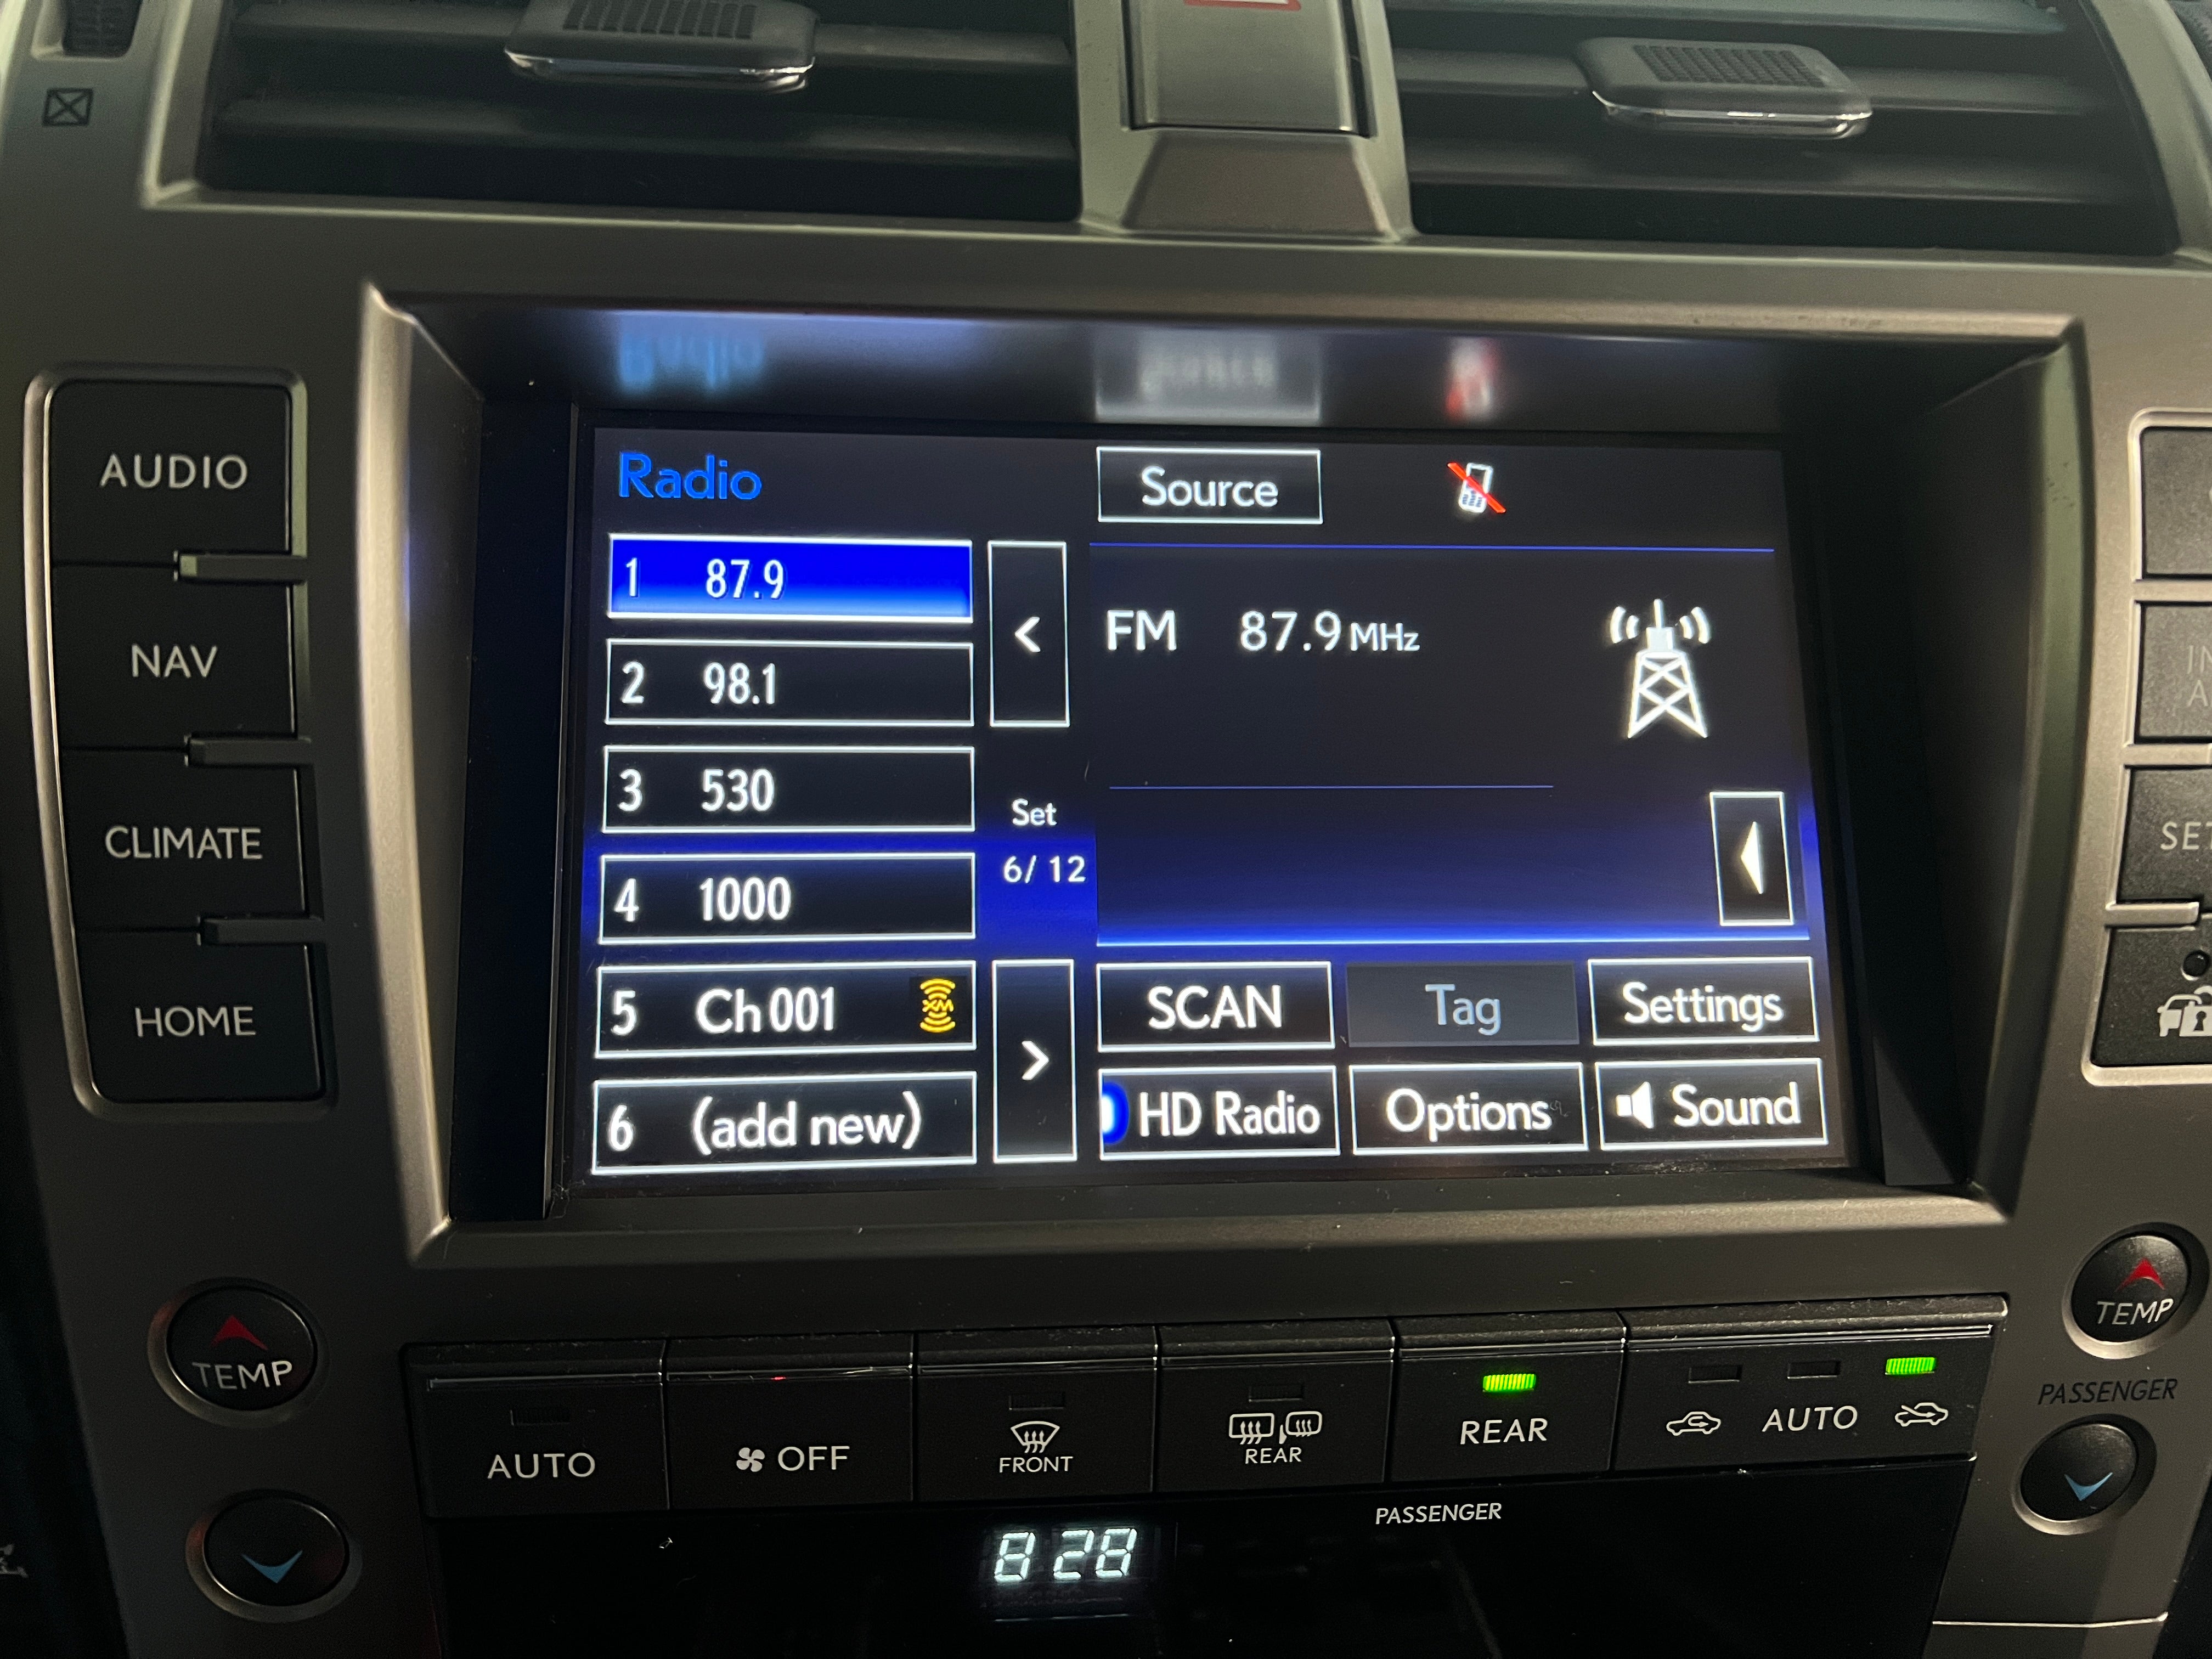 AUDIO
NAV
CLIMATE
HOME
Radio
Source
1 87.9
2 98.1
3 530
4 1000
5 Ch 001 XM
6 (add new)
<
Set
6/ 12
>
FM 87.9 MHz
SCAN
Tag
Settings
HD Radio
Options
Sound
SET
TEMP
TEMP
PASSENGER
AUTO
OFF
FRONT
REAR
REAR
AUTO
PASSENGER
8 28